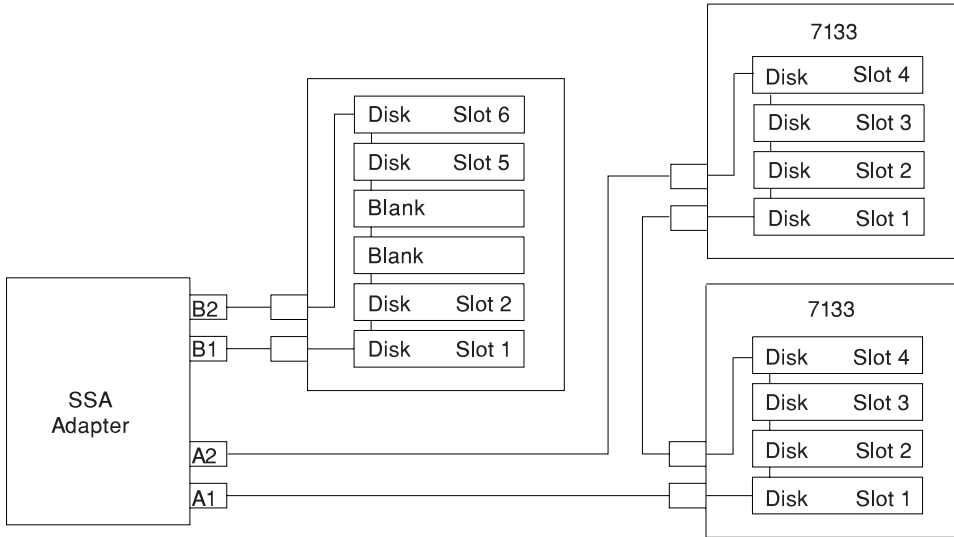 7133
Disk Slot 4
Disk Slot 3
Disk Slot 2
Disk Slot 1
Disk Slot 6
Disk Slot 5
Blank
Blank
Disk Slot 2
Disk Slot 1
SSA
Adapter
B2
B1
A2
A1
7133
Disk Slot 4
Disk Slot 3
Disk Slot 2
Disk Slot 1